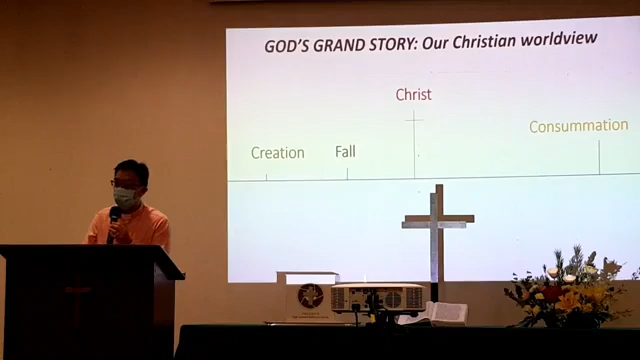 GOD'S GRAND STORY: Our Christian worldview
Christ
Consummation
Creation
Fall